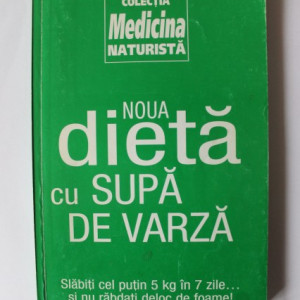 COLECȚIA
Medicina
NATURISTĂ
NOUA
dietă
cu SUPĂ
DE VARZĂ
Slăbiți cel puțin 5 kg în 7 zile...
și nu răbdați deloc de foame!